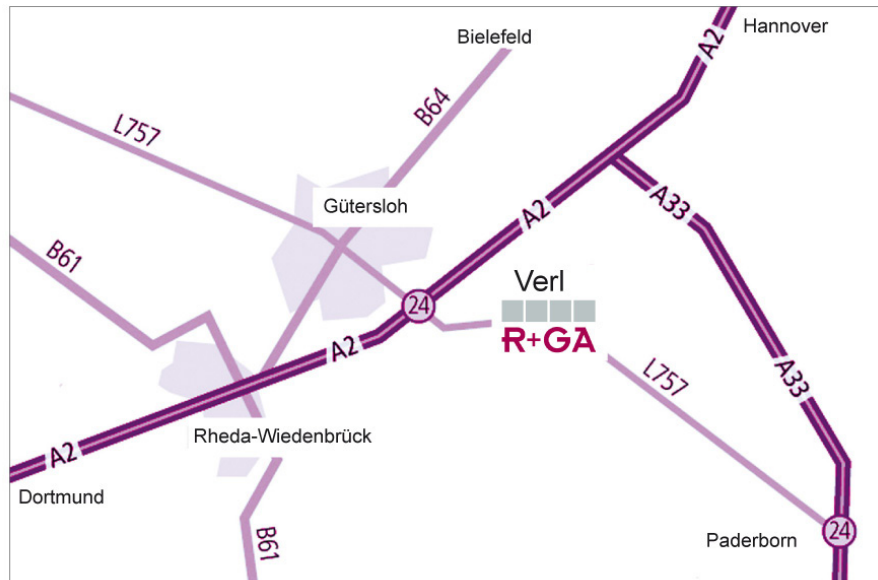 Hannover
A2
Bielefeld
B64
L757
A33
Gütersloh
A2
B61
Verl
24
R+GA
A2
A33
L757
Rheda-Wiedenbrück
A2
Dortmund
24
Paderborn
B61